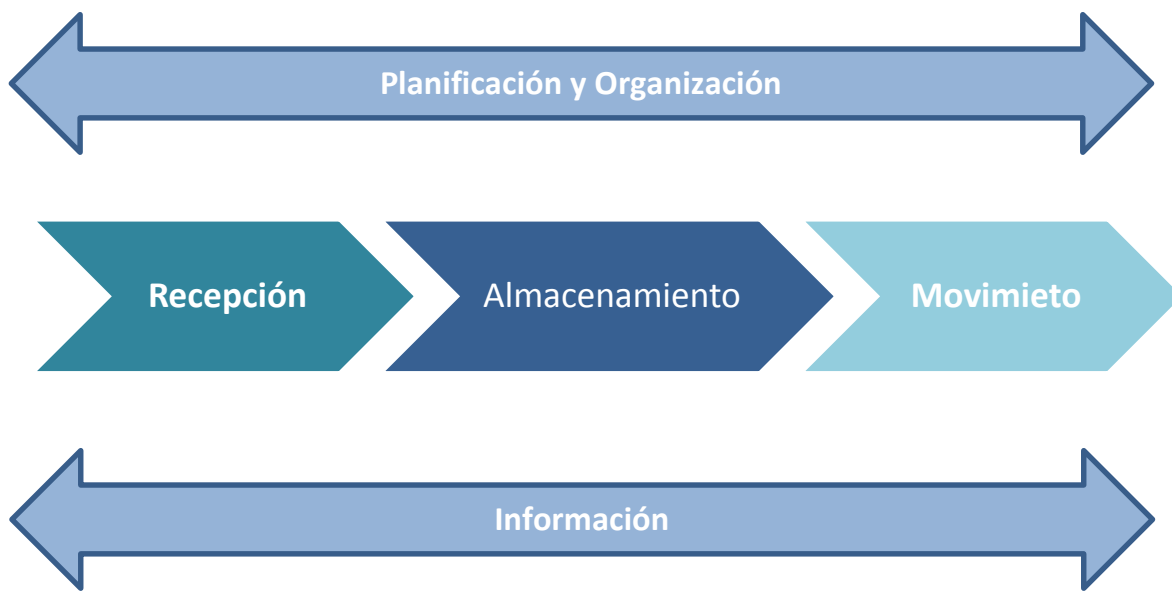 Planificación y Organización
Recepción
Almacenamiento
Movimieto
Información